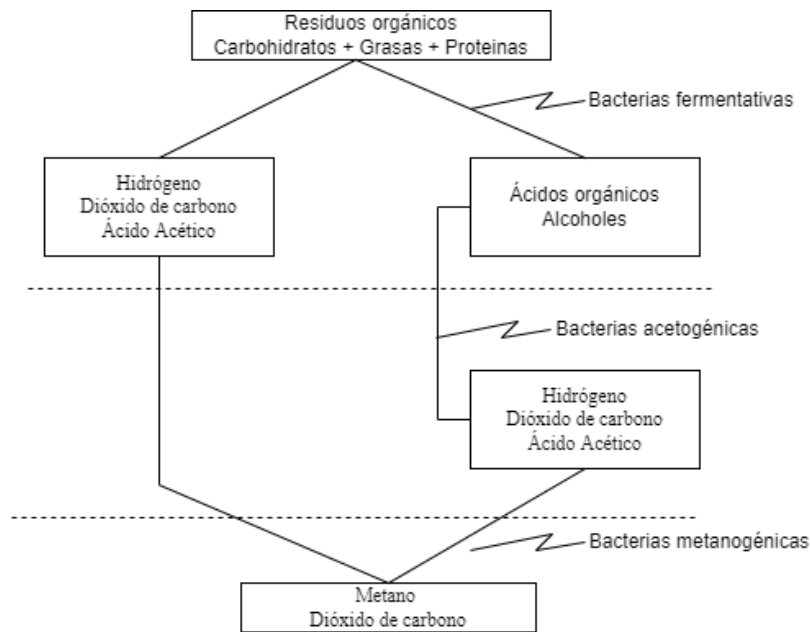 Residuos orgánicos
Carbohidratos + Grasas + Proteinas
Bacterias fermentativas
Hidrógeno
Dióxido de carbono
Ácido Acético
Ácidos orgánicos
Alcoholes
Bacterias acetogénicas
Hidrógeno
Dióxido de carbono
Ácido Acético
Bacterias metanogénicas
Metano
Dióxido de carbono